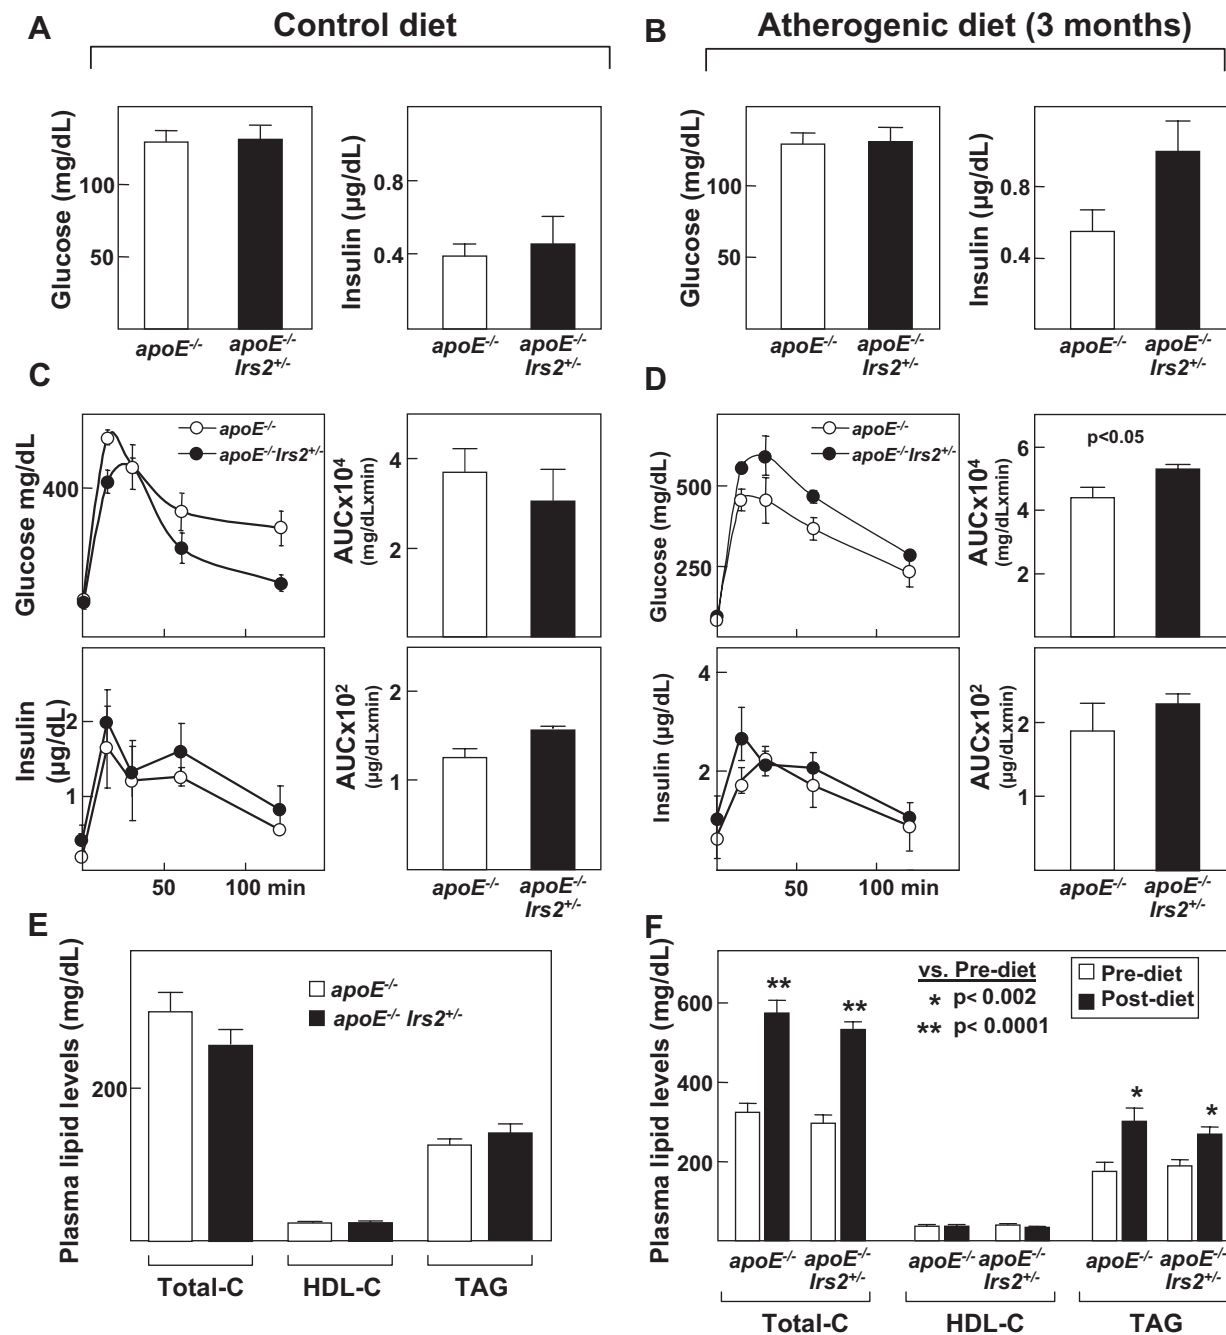 A
Control diet
B
Atherogenic diet (3 months)
Glucose (mg/dL)
100
50
apoE-/-
apoE-/-
Irs2+/-
Insulin (µg/dL)
0.8
0.4
apoE-/-
apoE-/-
Irs2+/-
Glucose (mg/dL)
100
50
apoE-/-
apoE-/-
Irs2+/-
Insulin (µg/dL)
0.8
0.4
apoE-/-
apoE-/-
Irs2+/-
C
Glucose mg/dL
400
apoE-/-
apoE-/-Irs2+/-
AUCx104
(mg/dLxmin)
4
2
Insulin
(µg/dL)
2
1
50
100 min
AUCx102
(µg/dLxmin)
2
1
apoE-/-
apoE-/-
Irs2+/-
D
Glucose (mg/dL)
500
250
apoE-/-
apoE-/-Irs2+/-
AUCx104
(mg/dLxmin)
6
4
2
p<0.05
Insulin (µg/dL)
4
2
50
100 min
AUCx102
(µg/dLxmin)
2
1
apoE-/-
apoE-/-
Irs2+/-
E
Plasma lipid levels (mg/dL)
200
apoE-/-
apoE-/- Irs2+/-
Total-C
HDL-C
TAG
F
Plasma lipid levels (mg/dL)
600
400
200
**
**
vs. Pre-diet
* p< 0.002
** p< 0.0001
Pre-diet
Post-diet
*
*
apoE-/-
apoE-/-
Irs2+/-
apoE-/-
apoE-/-
Irs2+/-
apoE-/-
apoE-/-
Irs2+/-
Total-C
HDL-C
TAG